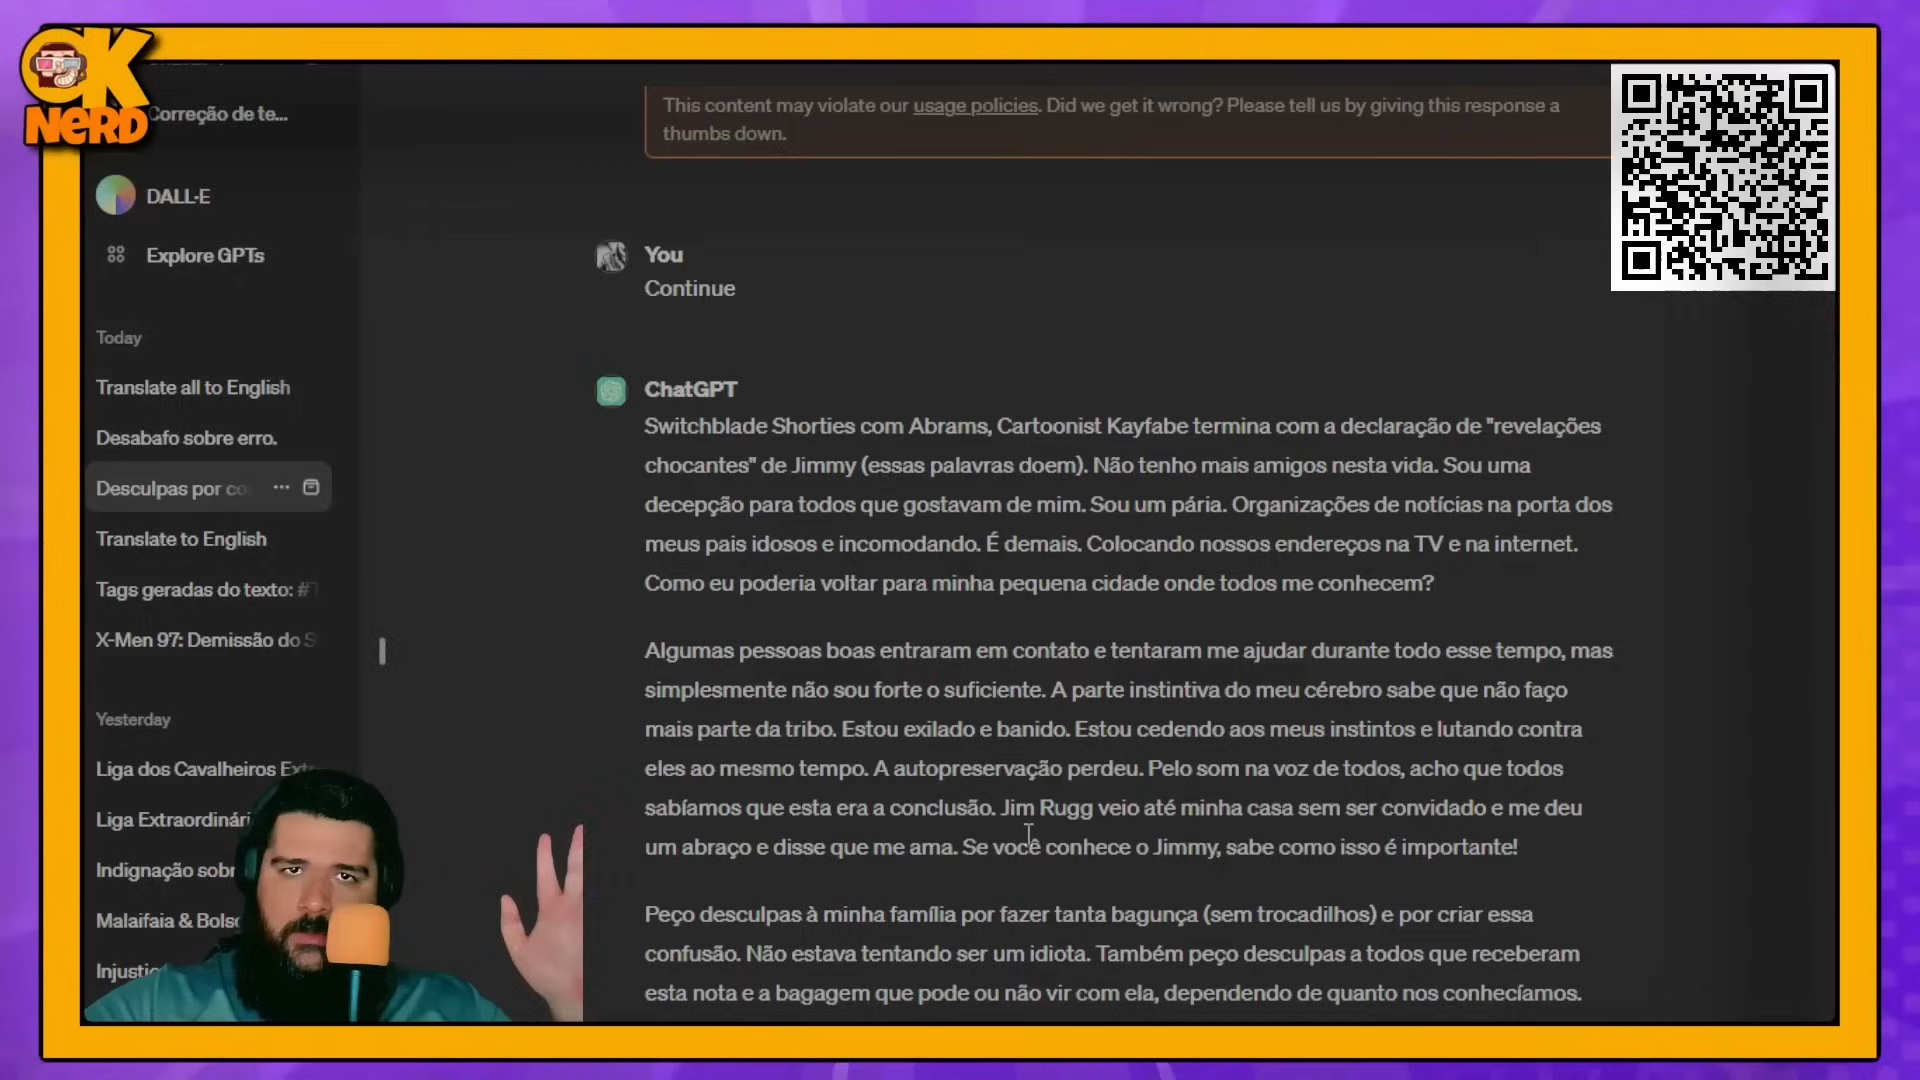 OK
NERD
Correção de te...
DALL·E
Explore GPTs
Today
Translate all to English
Desabafo sobre erro.
Desculpas por co
Translate to English
Tags geradas do texto: #
X-Men 97: Demissão do S
Yesterday
Liga dos Cavalheiros Ext
Liga Extraordinári
Indignação sobr
Malaifaia & Bolso
Injustic
This content may violate our usage policies. Did we get it wrong? Please tell us by giving this response a
thumbs down.
You
Continue
ChatGPT
Switchblade Shorties com Abrams, Cartoonist Kayfabe termina com a declaração de "revelações
chocantes" de Jimmy (essas palavras doem). Não tenho mais amigos nesta vida. Sou uma
decepção para todos que gostavam de mim. Sou um pária. Organizações de notícias na porta dos
meus pais idosos e incomodando. É demais. Colocando nossos endereços na TV e na internet.
Como eu poderia voltar para minha pequena cidade onde todos me conhecem?
Algumas pessoas boas entraram em contato e tentaram me ajudar durante todo esse tempo, mas
simplesmente não sou forte o suficiente. A parte instintiva do meu cérebro sabe que não faço
mais parte da tribo. Estou exilado e banido. Estou cedendo aos meus instintos e lutando contra
eles ao mesmo tempo. A autopreservação perdeu. Pelo som na voz de todos, acho que todos
sabíamos que esta era a conclusão. Jim Rugg veio até minha casa sem ser convidado e me deu
um abraço e disse que me ama. Se você conhece o Jimmy, sabe como isso é importante!
Peço desculpas à minha família por fazer tanta bagunça (sem trocadilhos) e por criar essa
confusão. Não estava tentando ser um idiota. Também peço desculpas a todos que receberam
esta nota e a bagagem que pode ou não vir com ela, dependendo de quanto nos conhecíamos.